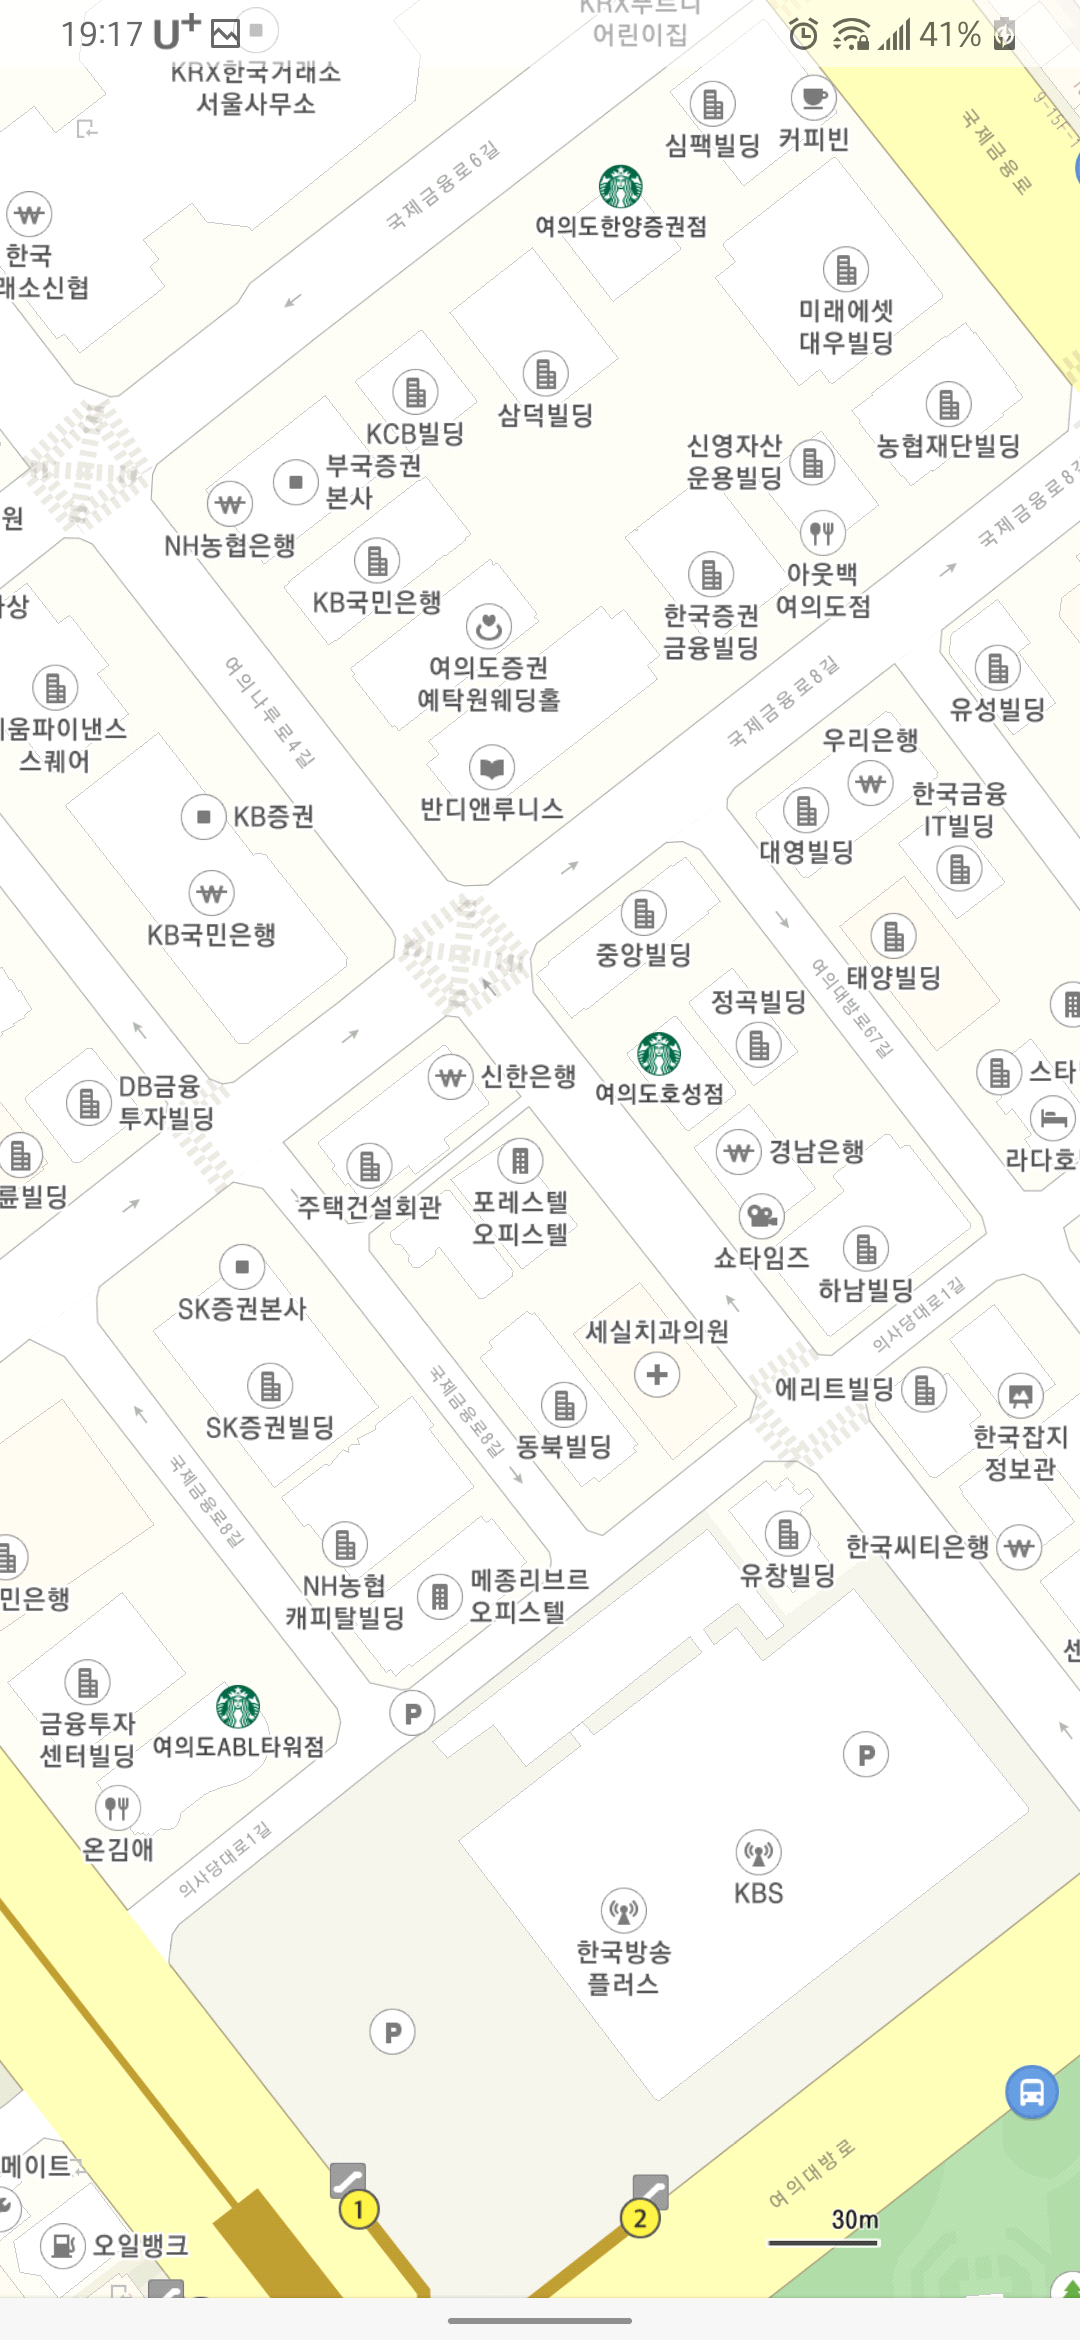 19:17 U+ 41%
KRX푸르니
어린이집
KRX한국거래소
서울사무소
심팩빌딩
커피빈
국제금융로
국제금융로6길
여의도한양증권점
한국
래소신협
미래에셋
대우빌딩
삼덕빌딩
KCB빌딩
농협재단빌딩
신영자산
운용빌딩
부국증권
본사
원
NH농협은행
국제금융로8길
아웃백
여의도점
KB국민은행
한국증권
금융빌딩
여의도증권
예탁원웨딩홀
여의나루로4길
유성빌딩
국제금융로8길
움파이낸스
스퀘어
우리은행
한국금융
IT빌딩
반디앤루니스
KB증권
대영빌딩
KB국민은행
중앙빌딩
태양빌딩
정곡빌딩
여의대방로67길
신한은행
DB금융
투자빌딩
여의도호성점
스타
경남은행
라다호
륜빌딩
주택건설회관
포레스텔
오피스텔
쇼타임즈
하남빌딩
SK증권본사
의사당대로1길
세실치과의원
에리트빌딩
SK증권빌딩
국제금융로8길
동북빌딩
한국잡지
정보관
국제금융로8길
한국씨티은행
유창빌딩
민은행
NH농협
캐피탈빌딩
메종리브르
오피스텔
P
금융투자
센터빌딩
여의도ABL타워점
P
온김애
의사당대로1길
KBS
한국방송
플러스
P
메이트
여의대방로
1
2
30m
오일뱅크